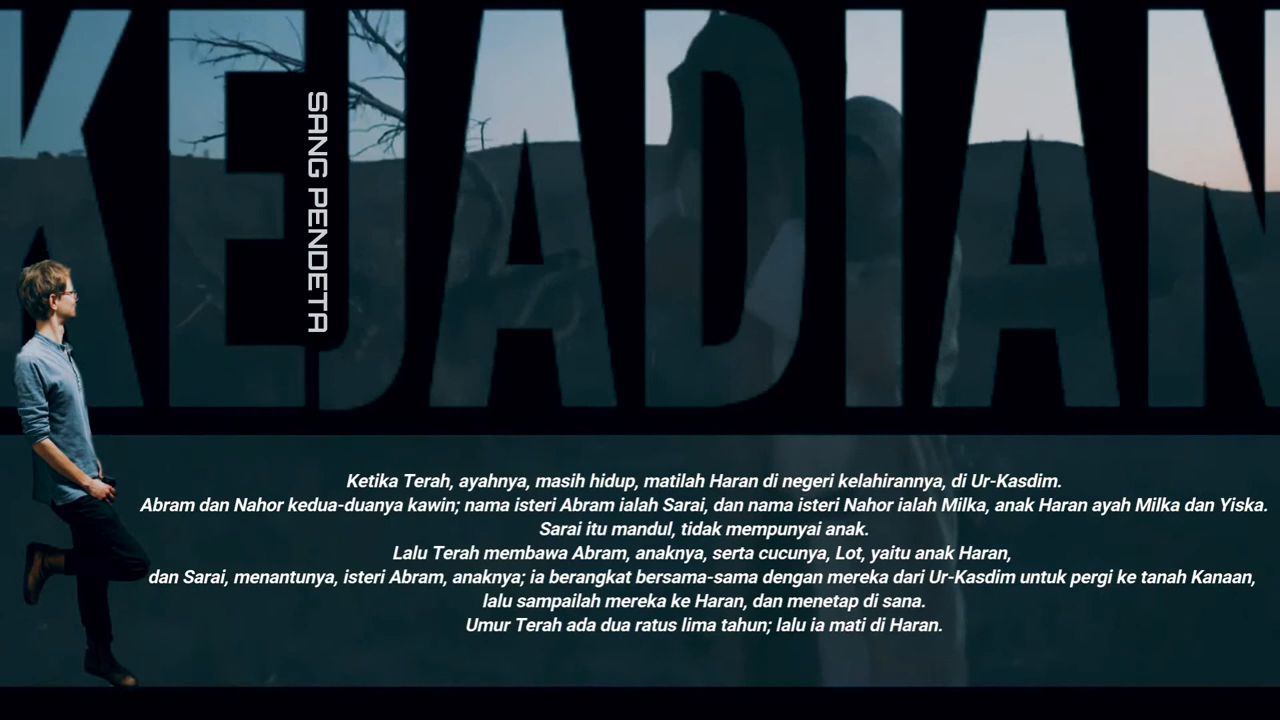 KEJADIAN
SANG PENDETA
Ketika Terah, ayahnya, masih hidup, matilah Haran di negeri kelahirannya, di Ur-Kasdim.
Abram dan Nahor kedua-duanya kawin; nama isteri Abram ialah Sarai, dan nama isteri Nahor ialah Milka, anak Haran ayah Milka dan Yiska.
Sarai itu mandul, tidak mempunyai anak.
Lalu Terah membawa Abram, anaknya, serta cucunya, Lot, yaitu anak Haran,
dan Sarai, menantunya, isteri Abram, anaknya; ia berangkat bersama-sama dengan mereka dari Ur-Kasdim untuk pergi ke tanah Kanaan,
lalu sampailah mereka ke Haran, dan menetap di sana.
Umur Terah ada dua ratus lima tahun; lalu ia mati di Haran.